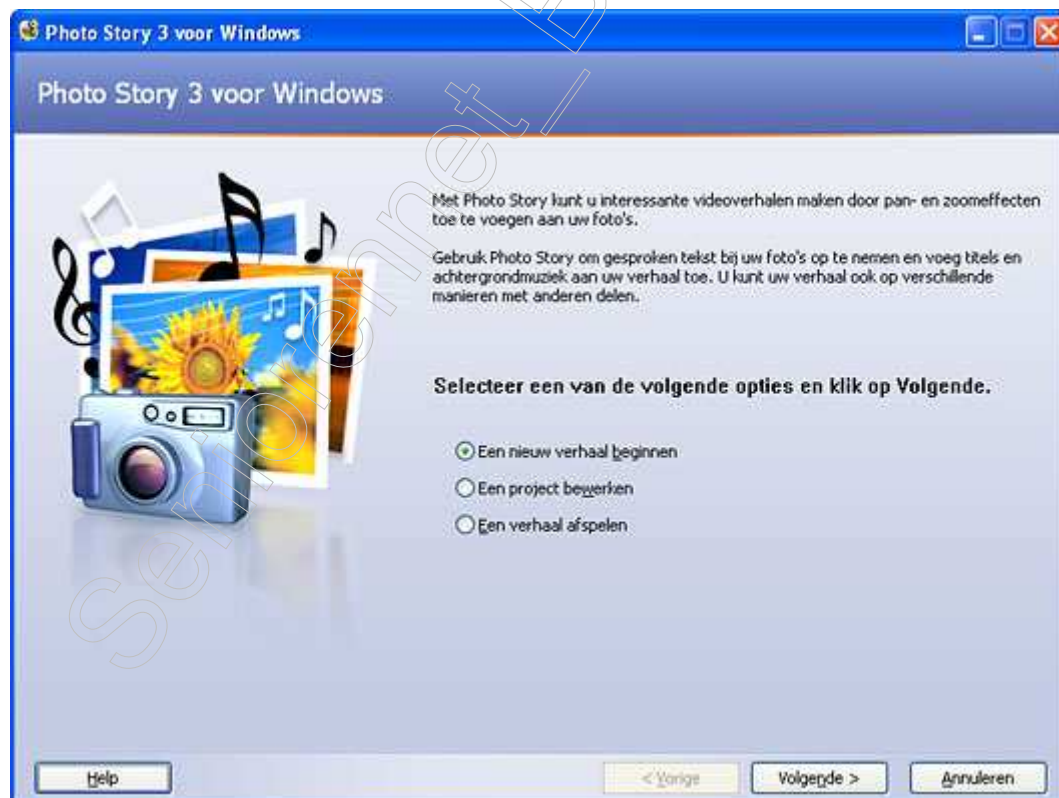 Photo Story 3 voor Windows
Photo Story 3 voor Windows
Met Photo Story kunt u interessante videoverhalen maken door pan- en zoomeffecten
toe te voegen aan uw foto's.
Gebruik Photo Story om gesproken tekst bij uw foto's op te nemen en voeg titels en
achtergrondmuziek aan uw verhaal toe. U kunt uw verhaal ook op verschillende
manieren met anderen delen.
Selecteer een van de volgende opties en klik op Volgende.
Een nieuw verhaal beginnen
Een project bewerken
Een verhaal afspelen
Help
< Vorige
Volgende >
Annuleren